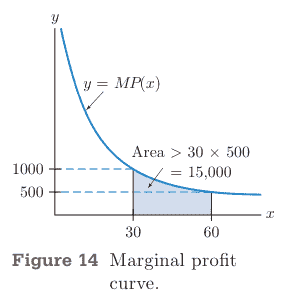 y
y = MP(x)
Area > 30 × 500
= 15,000
1000
500
x
30
60
Figure 14 Marginal profit
curve.